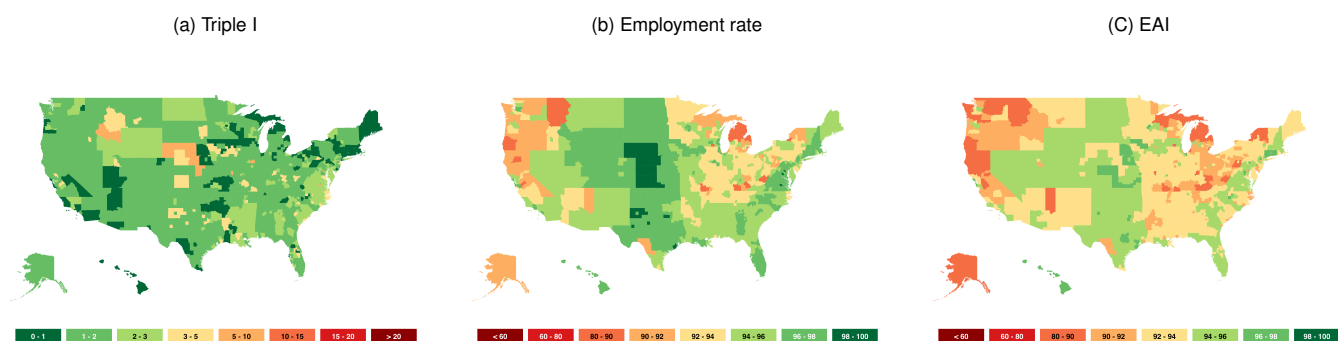 (a) Triple I
(b) Employment rate
(C) EAI
0 - 1 1 - 2 2 - 3 3 - 5 5 - 10 10 - 15 15 - 20 > 20
< 60 60 - 80 80 - 90 90 - 92 92 - 94 94 - 96 96 - 98 98 - 100
< 60 60 - 80 80 - 90 90 - 92 92 - 94 94 - 96 96 - 98 98 - 100